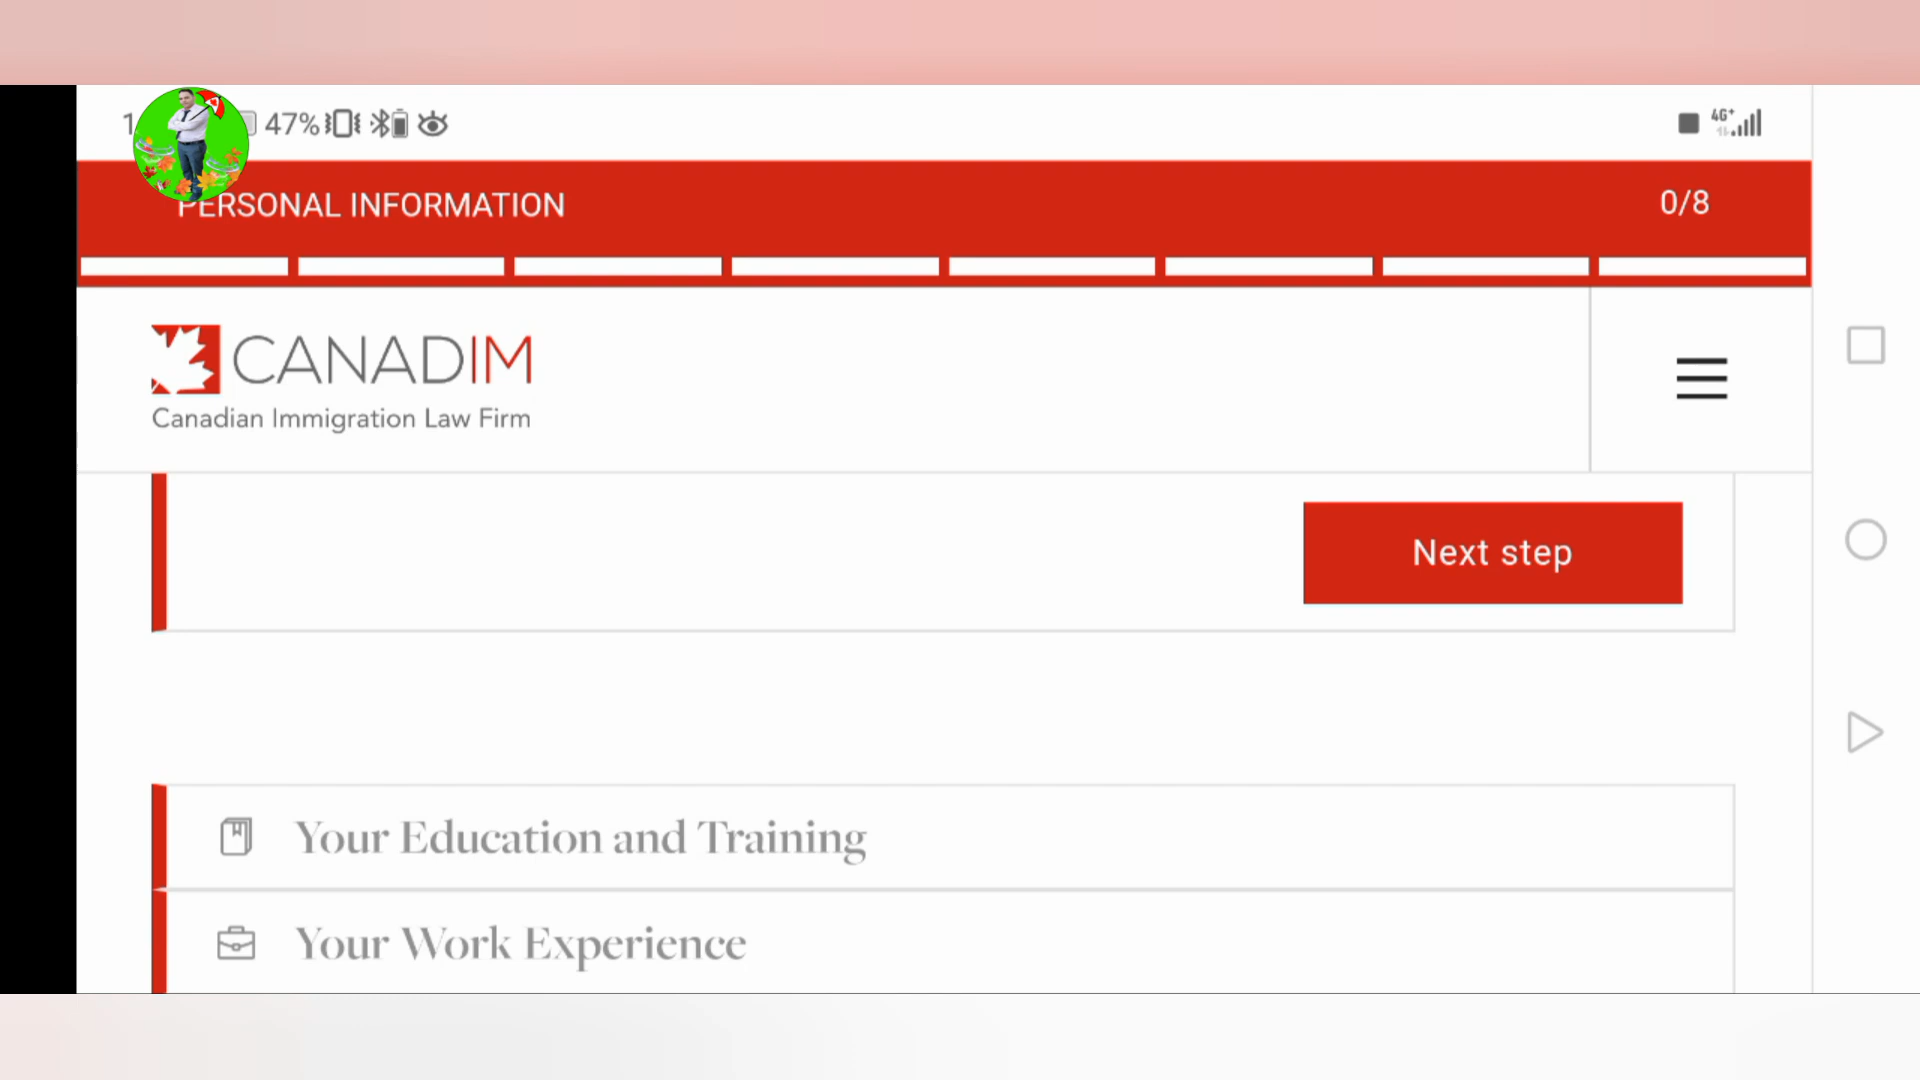 47%
4G+
PERSONAL INFORMATION
0/8
CANADIM
Canadian Immigration Law Firm
Next step
Your Education and Training
Your Work Experience